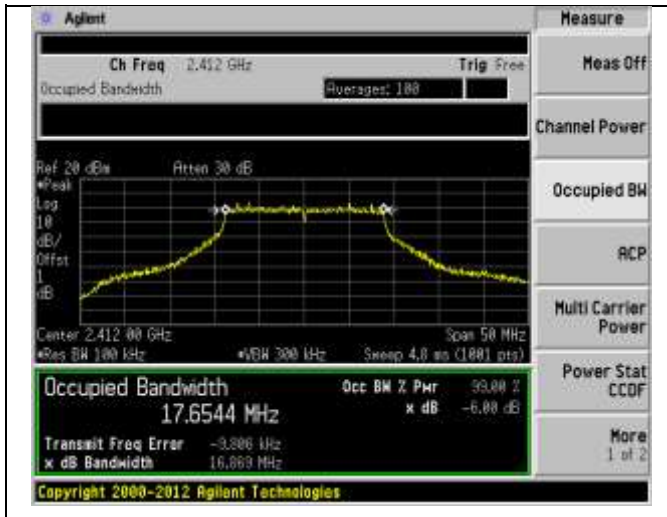 Agilent
Measure
Ch Freq 2.412 GHz Trig Free
Meas Off
Occupied Bandwidth Averages: 100
Channel Power
Ref 20 dBm Atten 30 dB
#Peak
Log
10
dB/
Offst
1
dB
Occupied BW
ACP
Multi Carrier
Power
Center 2.412 00 GHz Span 50 MHz
#Res BW 100 kHz #VBW 300 kHz Sweep 4.8 ms (1001 pts)
Power Stat
CCDF
Occupied Bandwidth Occ BW % Pwr 99.00 %
17.6544 MHz x dB -6.00 dB
Transmit Freq Error -9.806 kHz
x dB Bandwidth 16.869 MHz
More
1 of 2
Copyright 2000-2012 Agilent Technologies